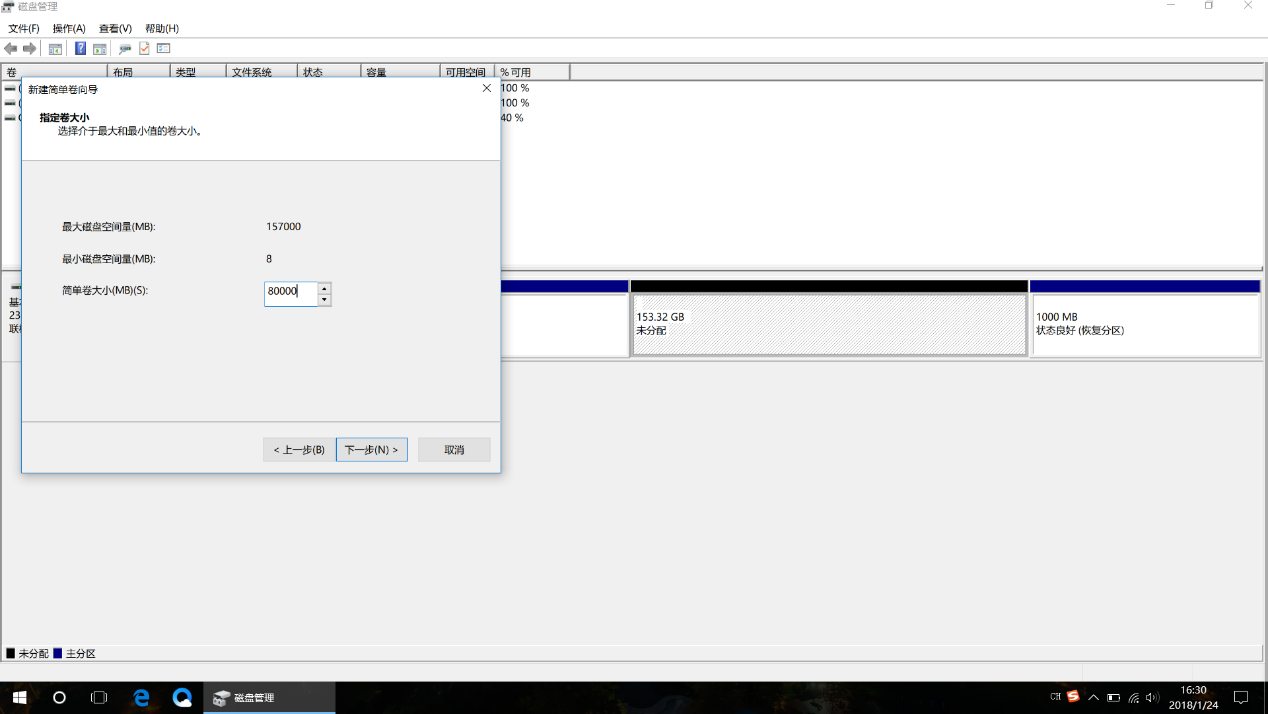 磁盘管理
文件(F) 操作(A) 查看(V) 帮助(H)
卷 布局 类型 文件系统 状态 容量 可用空间 % 可用
100 %
100 %
40 %
新建简单卷向导
指定卷大小
选择介于最大和最小值的卷大小。
最大磁盘空间量(MB): 157000
最小磁盘空间量(MB): 8
简单卷大小(MB)(S): 80000
< 上一步(B) 下一步(N) > 取消
基
23
联
153.32 GB
未分配
1000 MB
状态良好 (恢复分区)
未分配 主分区
磁盘管理
CH
16:30
2018/1/24